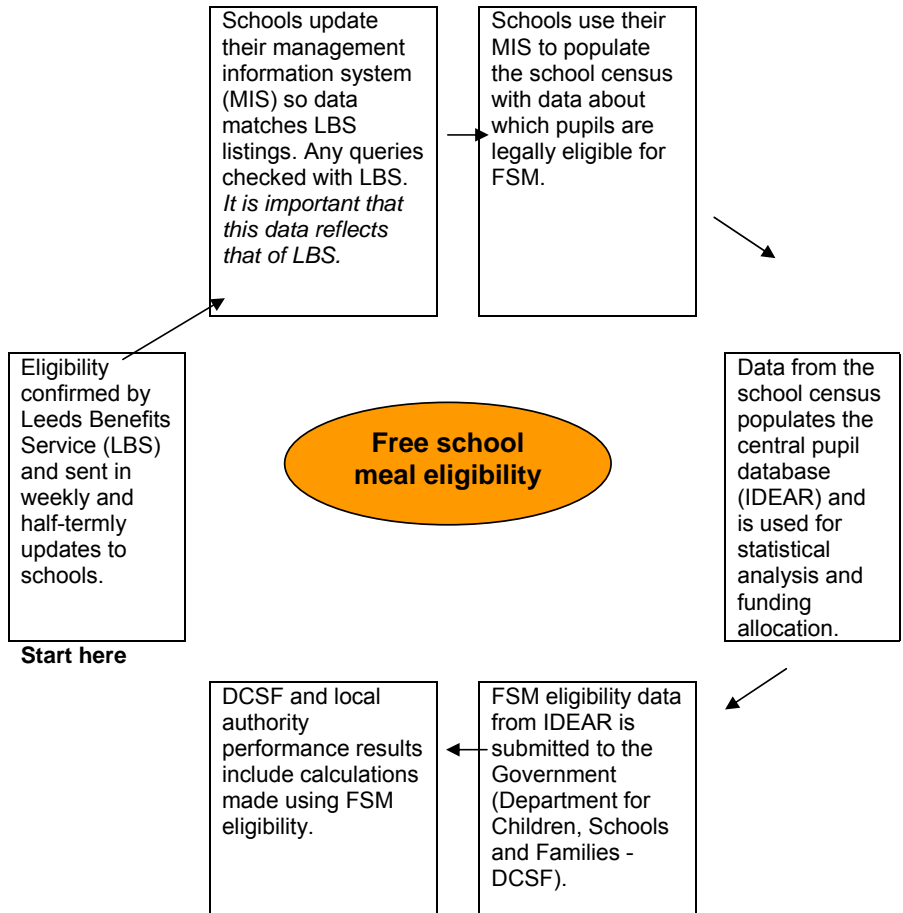 Schools update
their management
information system
(MIS) so data
matches LBS
listings. Any queries
checked with LBS.
It is important that
this data reflects
that of LBS.
Schools use their
MIS to populate
the school census
with data about
which pupils are
legally eligible for
FSM.
Eligibility
confirmed by
Leeds Benefits
Service (LBS)
and sent in
weekly and
half-termly
updates to
schools.
Start here
Free school
meal eligibility
Data from the
school census
populates the
central pupil
database
(IDEAR) and
is used for
statistical
analysis and
funding
allocation.
DCSF and local
authority
performance results
include calculations
made using FSM
eligibility.
FSM eligibility data
from IDEAR is
submitted to the
Government
(Department for
Children, Schools
and Families -
DCSF).